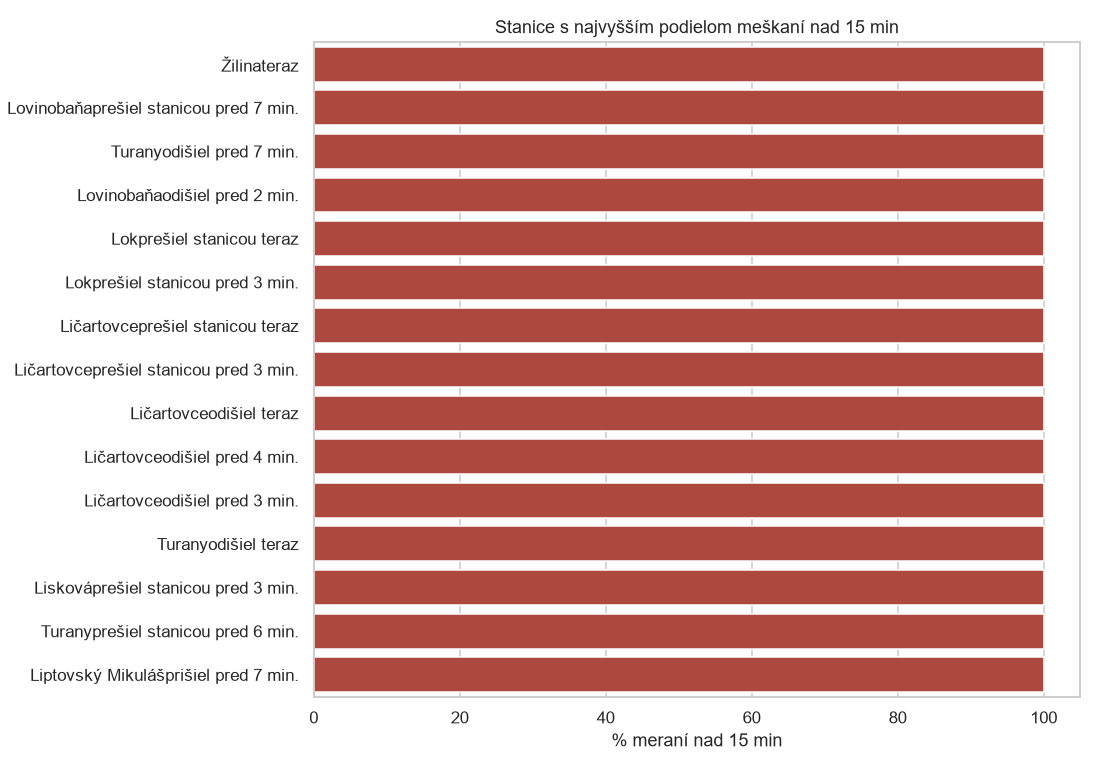 Stanice s najvyšším podielom meškaní nad 15 min
Žilinateraz
Lovinobaňaprešiel stanicou pred 7 min.
Turanyodišiel pred 7 min.
Lovinobaňaodišiel pred 2 min.
Lokprešiel stanicou teraz
Lokprešiel stanicou pred 3 min.
Ličartovceprešiel stanicou teraz
Ličartovceprešiel stanicou pred 3 min.
Ličartovceodišiel teraz
Ličartovceodišiel pred 4 min.
Ličartovceodišiel pred 3 min.
Turanyodišiel teraz
Liskováprešiel stanicou pred 3 min.
Turanyprešiel stanicou pred 6 min.
Liptovský Mikulášprišiel pred 7 min.
0 20 40 60 80 100
% meraní nad 15 min